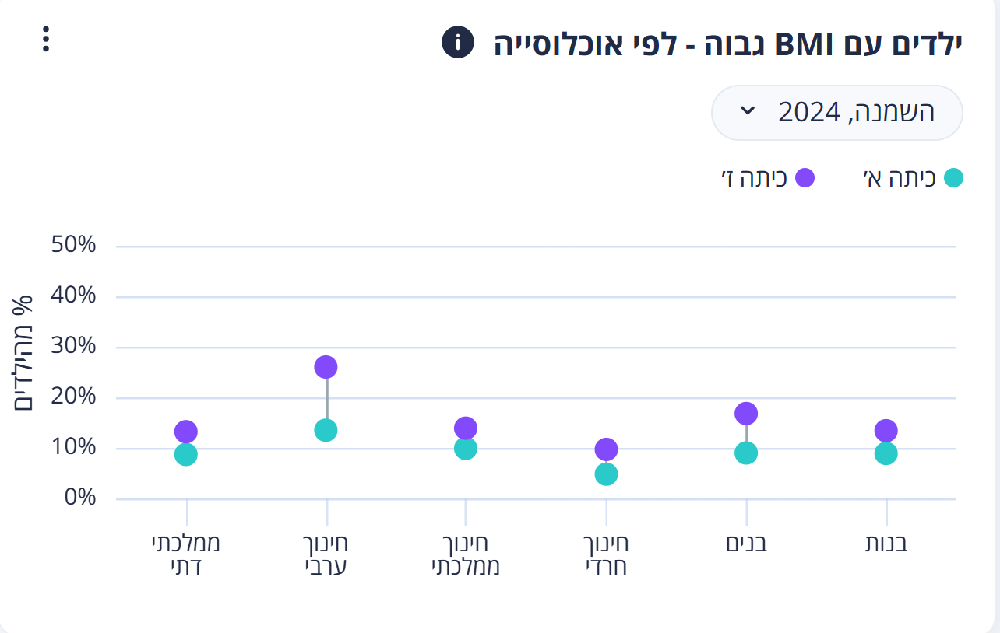 ילדים עם BMI גבוה - לפי אוכלוסייה
השמנה, 2024
כיתה א׳
כיתה ז׳
50%
40%
30%
20%
10%
0%
% מהילדים
בנות
בנים
חינוך
חרדי
חינוך
ממלכתי
חינוך
ערבי
ממלכתי
דתי